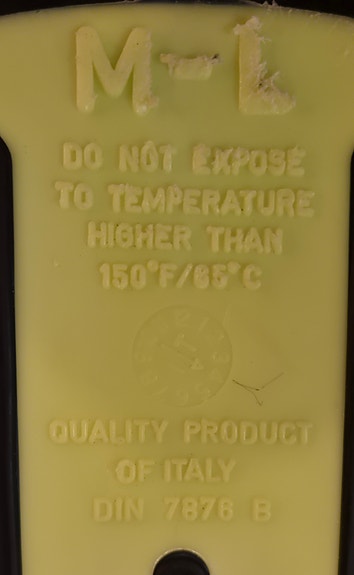 M-L
DO NOT EXPOSE
TO TEMPERATURE
HIGHER THAN
150°F/65°C
QUALITY PRODUCT
OF ITALY
DIN 7876 B